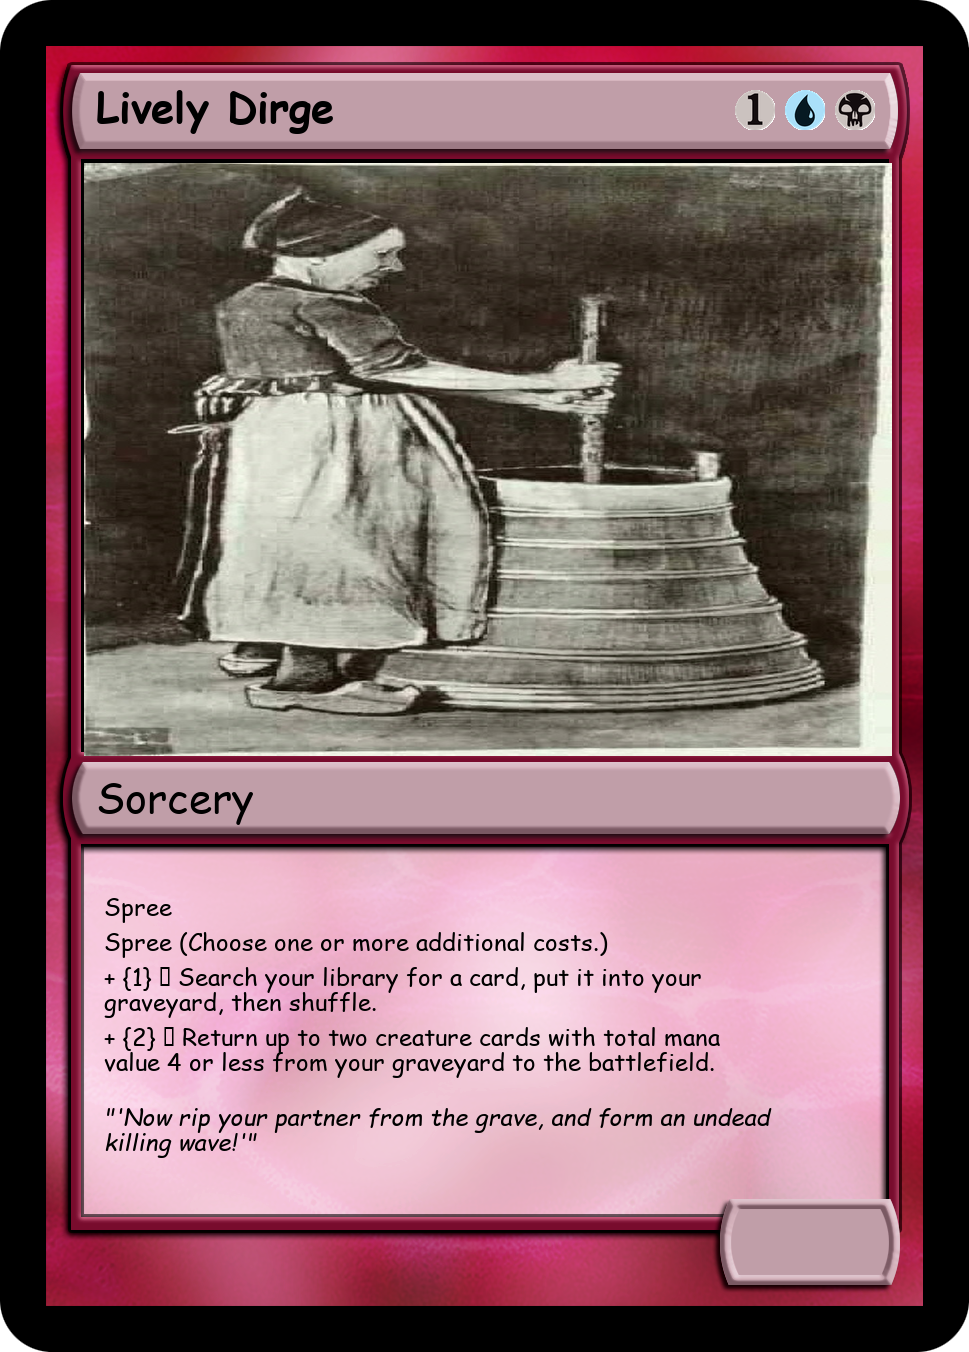 Lively Dirge 1
Sorcery
Spree
Spree (Choose one or more additional costs.)
+ {1} ▯ Search your library for a card, put it into your
graveyard, then shuffle.
+ {2} ▯ Return up to two creature cards with total mana
value 4 or less from your graveyard to the battlefield.
"'Now rip your partner from the grave, and form an undead
killing wave!'"